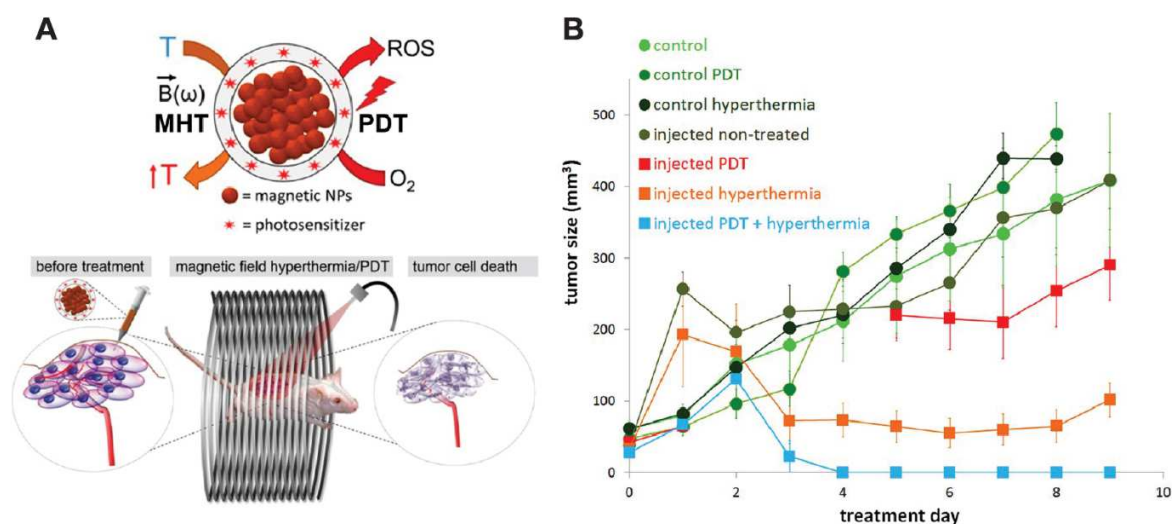 A
T
ROS
B(ω)
MHT
PDT
↑T
O2
= magnetic NPs
= photosensitizer
before treatment
magnetic field hyperthermia/PDT
tumor cell death
B
control
control PDT
control hyperthermia
injected non-treated
injected PDT
injected hyperthermia
injected PDT + hyperthermia
tumor size (mm³)
500
400
300
200
100
0
0
2
4
6
8
10
treatment day